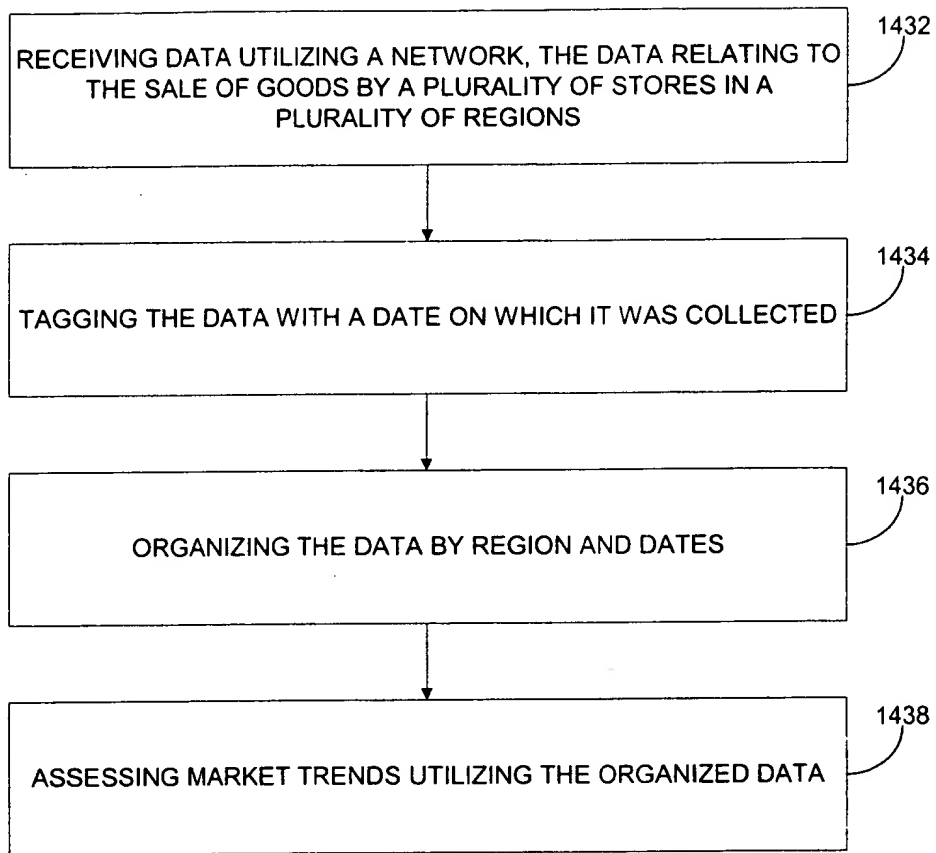 1432
RECEIVING DATA UTILIZING A NETWORK, THE DATA RELATING TO
THE SALE OF GOODS BY A PLURALITY OF STORES IN A
PLURALITY OF REGIONS
1434
TAGGING THE DATA WITH A DATE ON WHICH IT WAS COLLECTED
1436
ORGANIZING THE DATA BY REGION AND DATES
1438
ASSESSING MARKET TRENDS UTILIZING THE ORGANIZED DATA